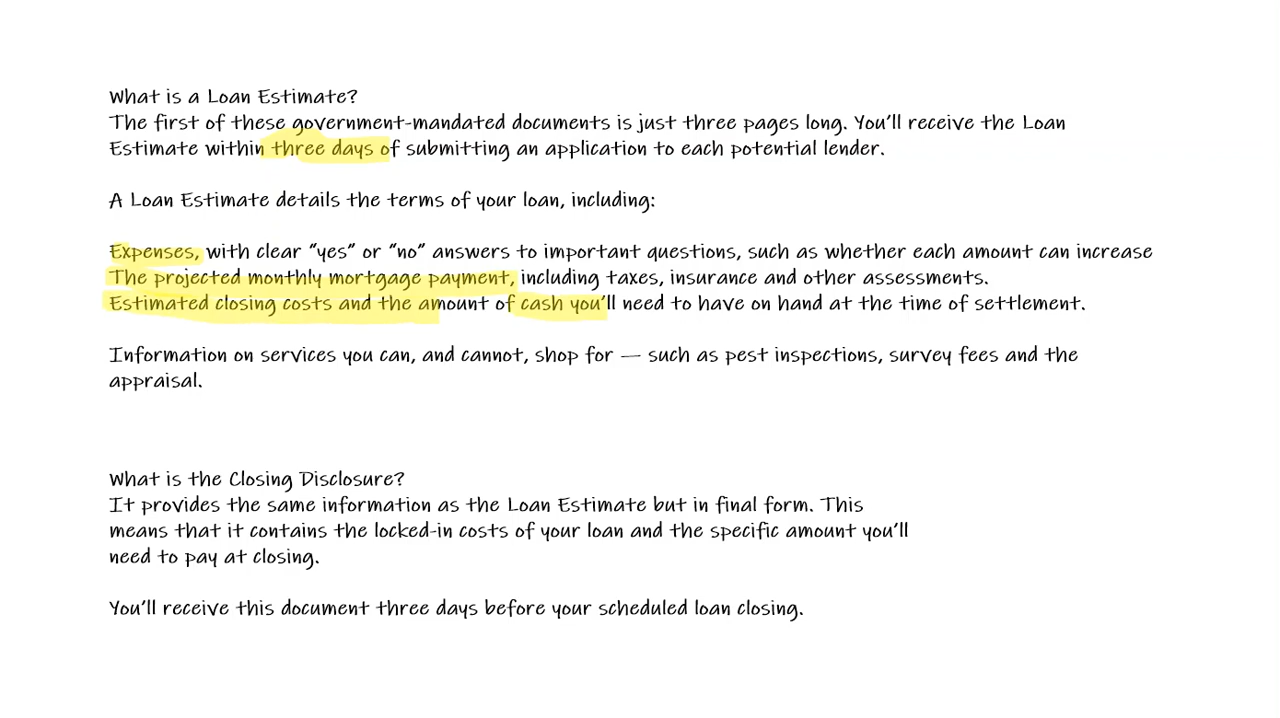 What is a Loan Estimate?
The first of these government-mandated documents is just three pages long. You'll receive the Loan
Estimate within three days of submitting an application to each potential lender.
A Loan Estimate details the terms of your loan, including:
Expenses, with clear "yes" or "no" answers to important questions, such as whether each amount can increase
The projected monthly mortgage payment, including taxes, insurance and other assessments.
Estimated closing costs and the amount of cash you'll need to have on hand at the time of settlement.
Information on services you can, and cannot, shop for — such as pest inspections, survey fees and the
appraisal.
What is the Closing Disclosure?
It provides the same information as the Loan Estimate but in final form. This
means that it contains the locked-in costs of your loan and the specific amount you'll
need to pay at closing.
You'll receive this document three days before your scheduled loan closing.